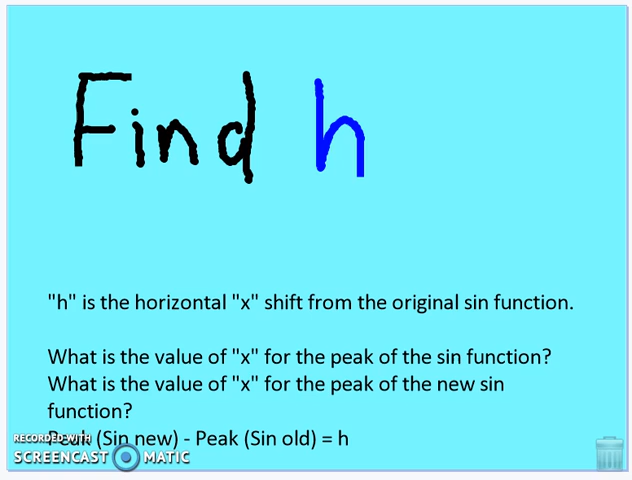 Find h
"h" is the horizontal "x" shift from the original sin function.
What is the value of "x" for the peak of the sin function?
What is the value of "x" for the peak of the new sin
function?
Peak (Sin new) - Peak (Sin old) = h
RECORDED WITH
SCREENCAST MATIC